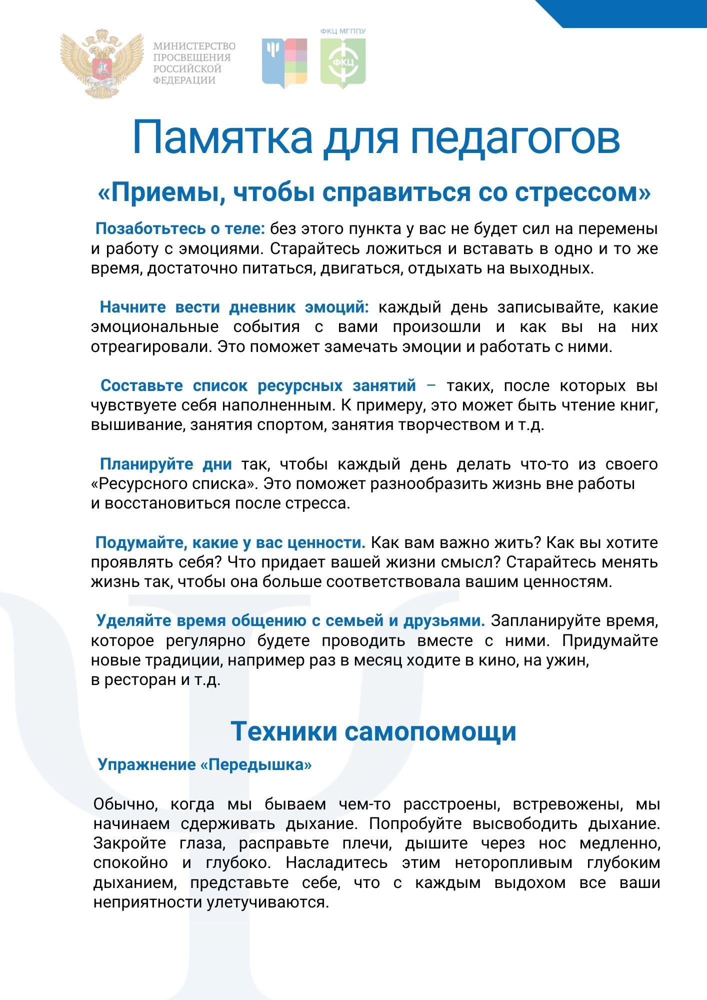 МИНИСТЕРСТВО
ПРОСВЕЩЕНИЯ
РОССИЙСКОЙ
ФЕДЕРАЦИИ
ФКЦ МГППУ
ФКЦ
Памятка для педагогов
«Приемы, чтобы справиться со стрессом»
Позаботьтесь о теле: без этого пункта у вас не будет сил на перемены
и работу с эмоциями. Старайтесь ложиться и вставать в одно и то же
время, достаточно питаться, двигаться, отдыхать на выходных.
Начните вести дневник эмоций: каждый день записывайте, какие
эмоциональные события с вами произошли и как вы на них
отреагировали. Это поможет замечать эмоции и работать с ними.
Составьте список ресурсных занятий – таких, после которых вы
чувствуете себя наполненным. К примеру, это может быть чтение книг,
вышивание, занятия спортом, занятия творчеством и т.д.
Планируйте дни так, чтобы каждый день делать что-то из своего
«Ресурсного списка». Это поможет разнообразить жизнь вне работы
и восстановиться после стресса.
Подумайте, какие у вас ценности. Как вам важно жить? Как вы хотите
проявлять себя? Что придает вашей жизни смысл? Старайтесь менять
жизнь так, чтобы она больше соответствовала вашим ценностям.
Уделяйте время общению с семьей и друзьями. Запланируйте время,
которое регулярно будете проводить вместе с ними. Придумайте
новые традиции, например раз в месяц ходите в кино, на ужин,
в ресторан и т.д.
Техники самопомощи
Упражнение «Передышка»
Обычно, когда мы бываем чем-то расстроены, встревожены, мы
начинаем сдерживать дыхание. Попробуйте высвободить дыхание.
Закройте глаза, расправьте плечи, дышите через нос медленно,
спокойно и глубоко. Насладитесь этим неторопливым глубоким
дыханием, представьте себе, что с каждым выдохом все ваши
неприятности улетучиваются.